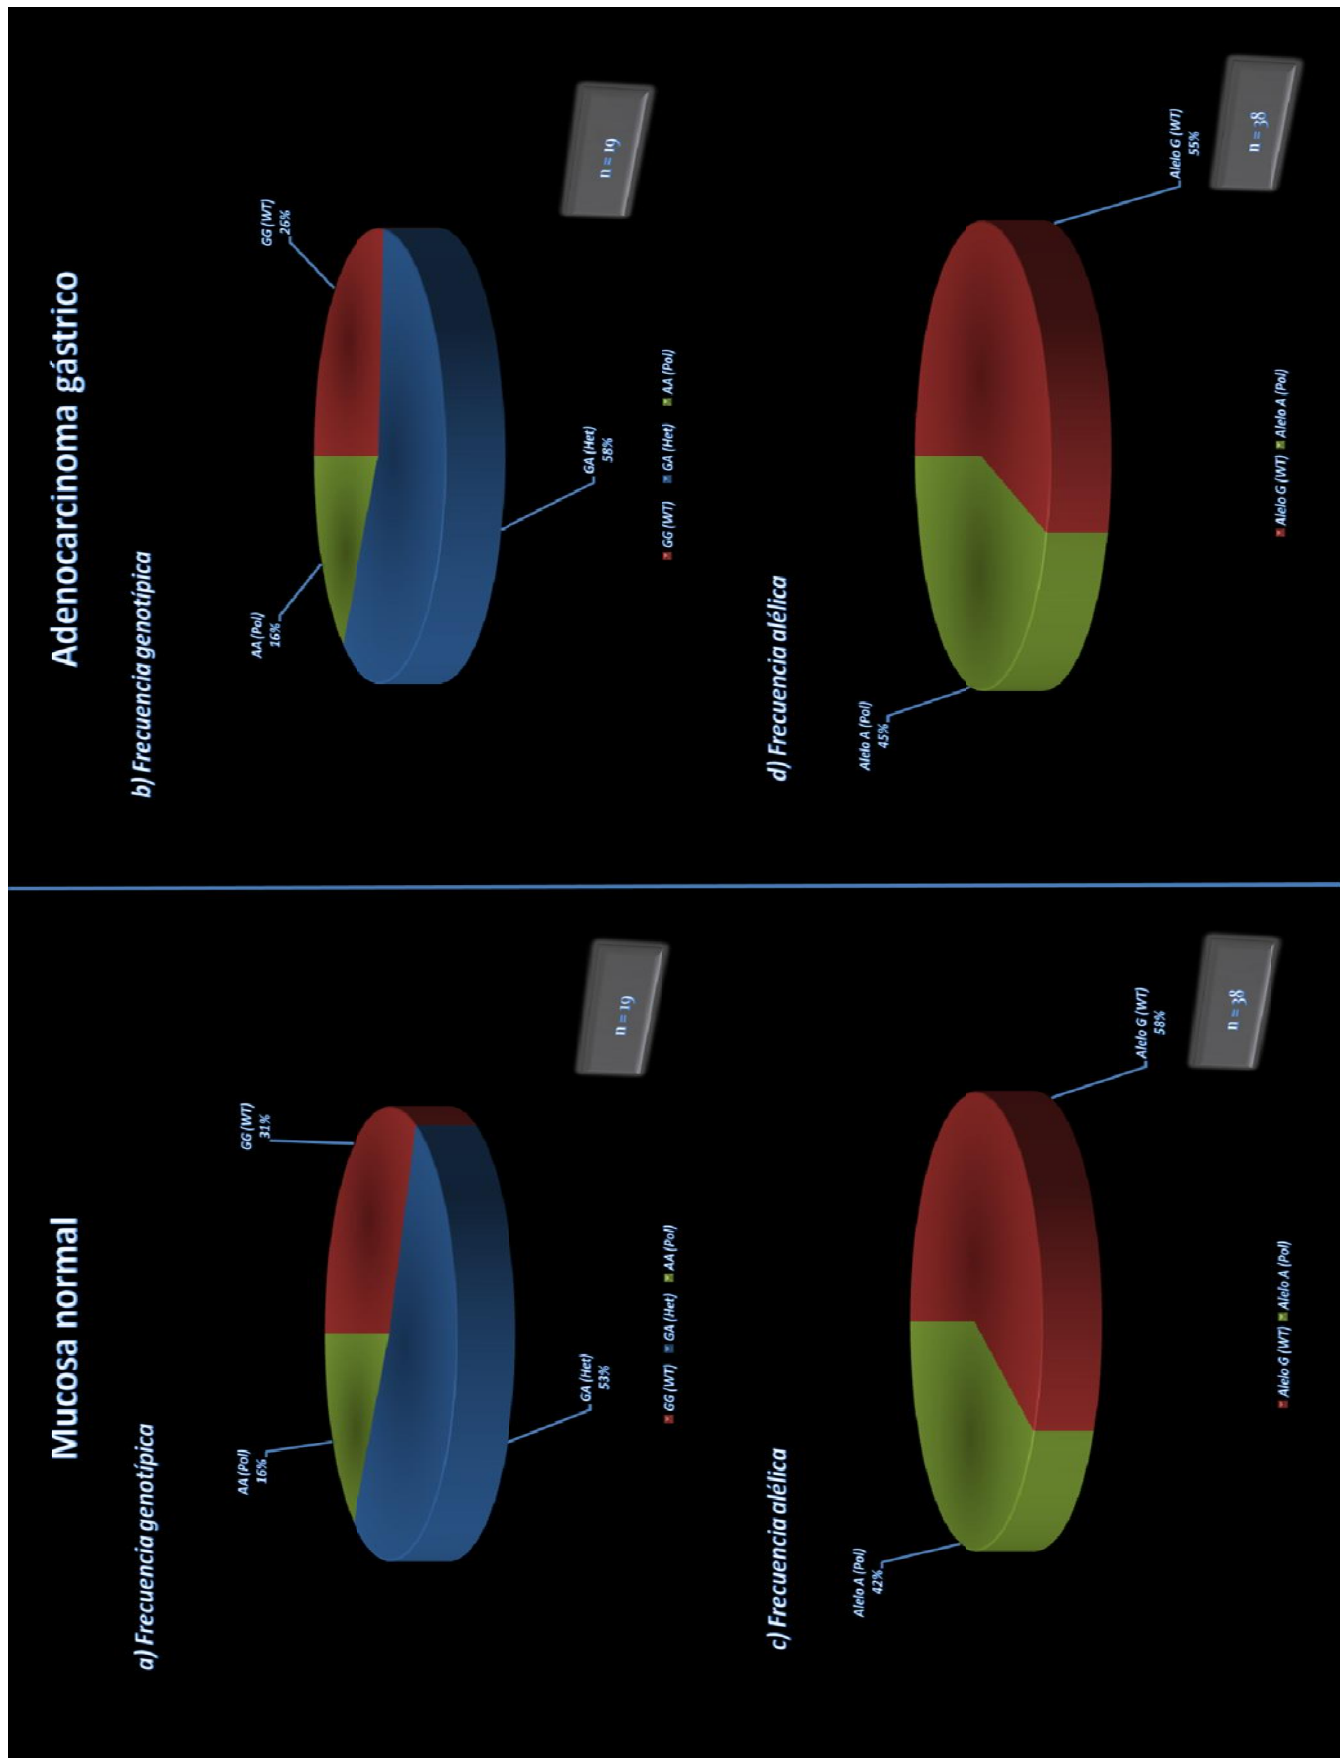 Mucosa normal
a) Frecuencia genotípica
AA (Pol)
16%
GG (WT)
31%
GA (Het)
53%
n = 19
GG (WT) GA (Het) AA (Pol)
c) Frecuencia alélica
Alelo A (Pol)
42%
Alelo G (WT)
58%
n = 38
Alelo G (WT) Alelo A (Pol)
Adenocarcinoma gástrico
b) Frecuencia genotípica
AA (Pol)
16%
GG (WT)
26%
GA (Het)
58%
n = 19
GG (WT) GA (Het) AA (Pol)
d) Frecuencia alélica
Alelo A (Pol)
45%
Alelo G (WT)
55%
n = 38
Alelo G (WT) Alelo A (Pol)